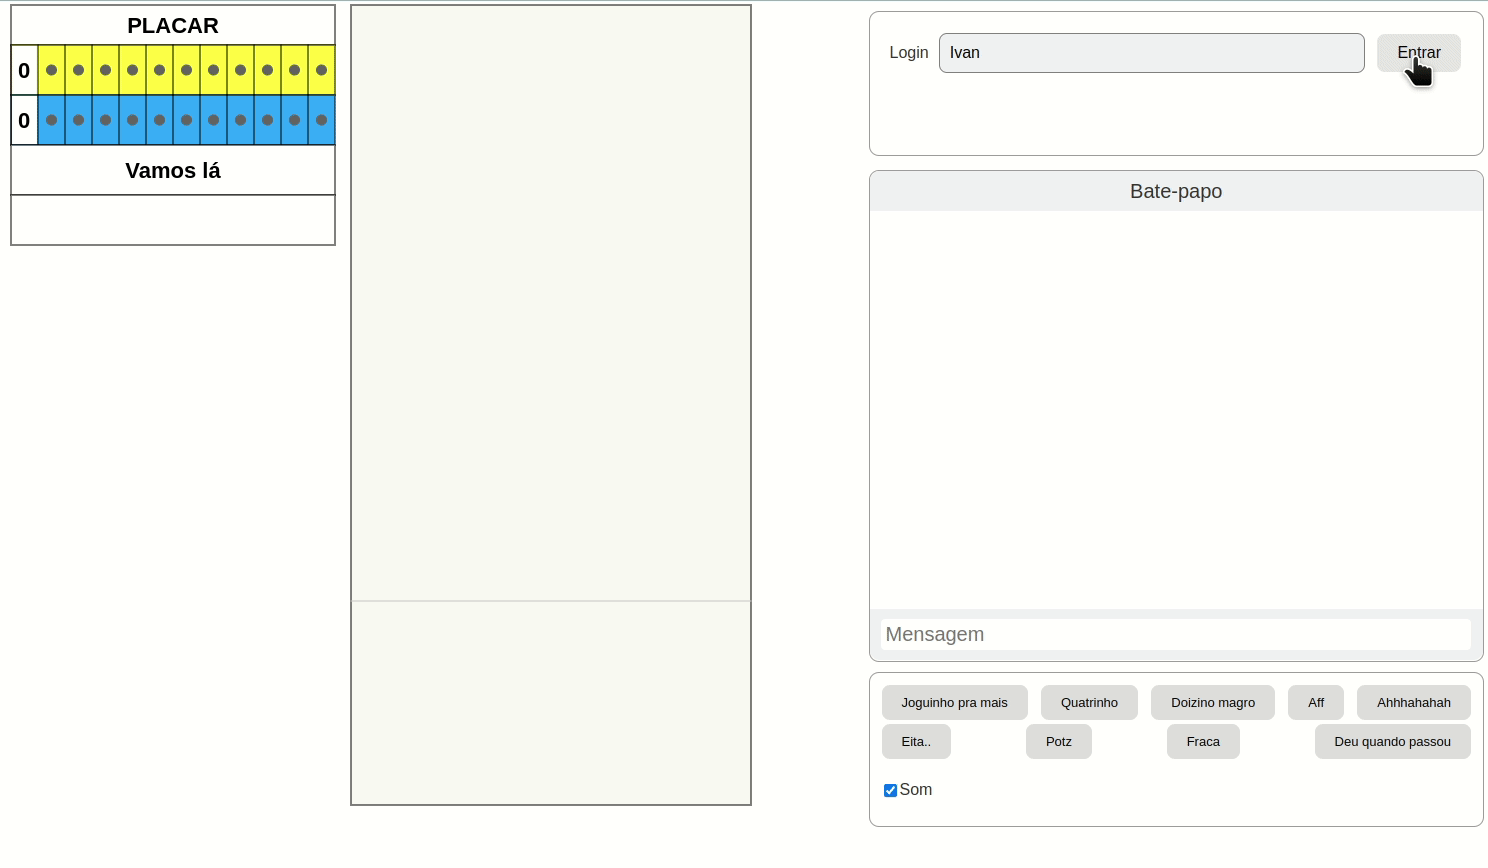 PLACAR
0
0
Vamos lá
Login Ivan Entrar
Bate-papo
Mensagem
Joguinho pra mais Quatrinho Doizino magro Aff Ahhhahahah
Eita.. Potz Fraca Deu quando passou
Som